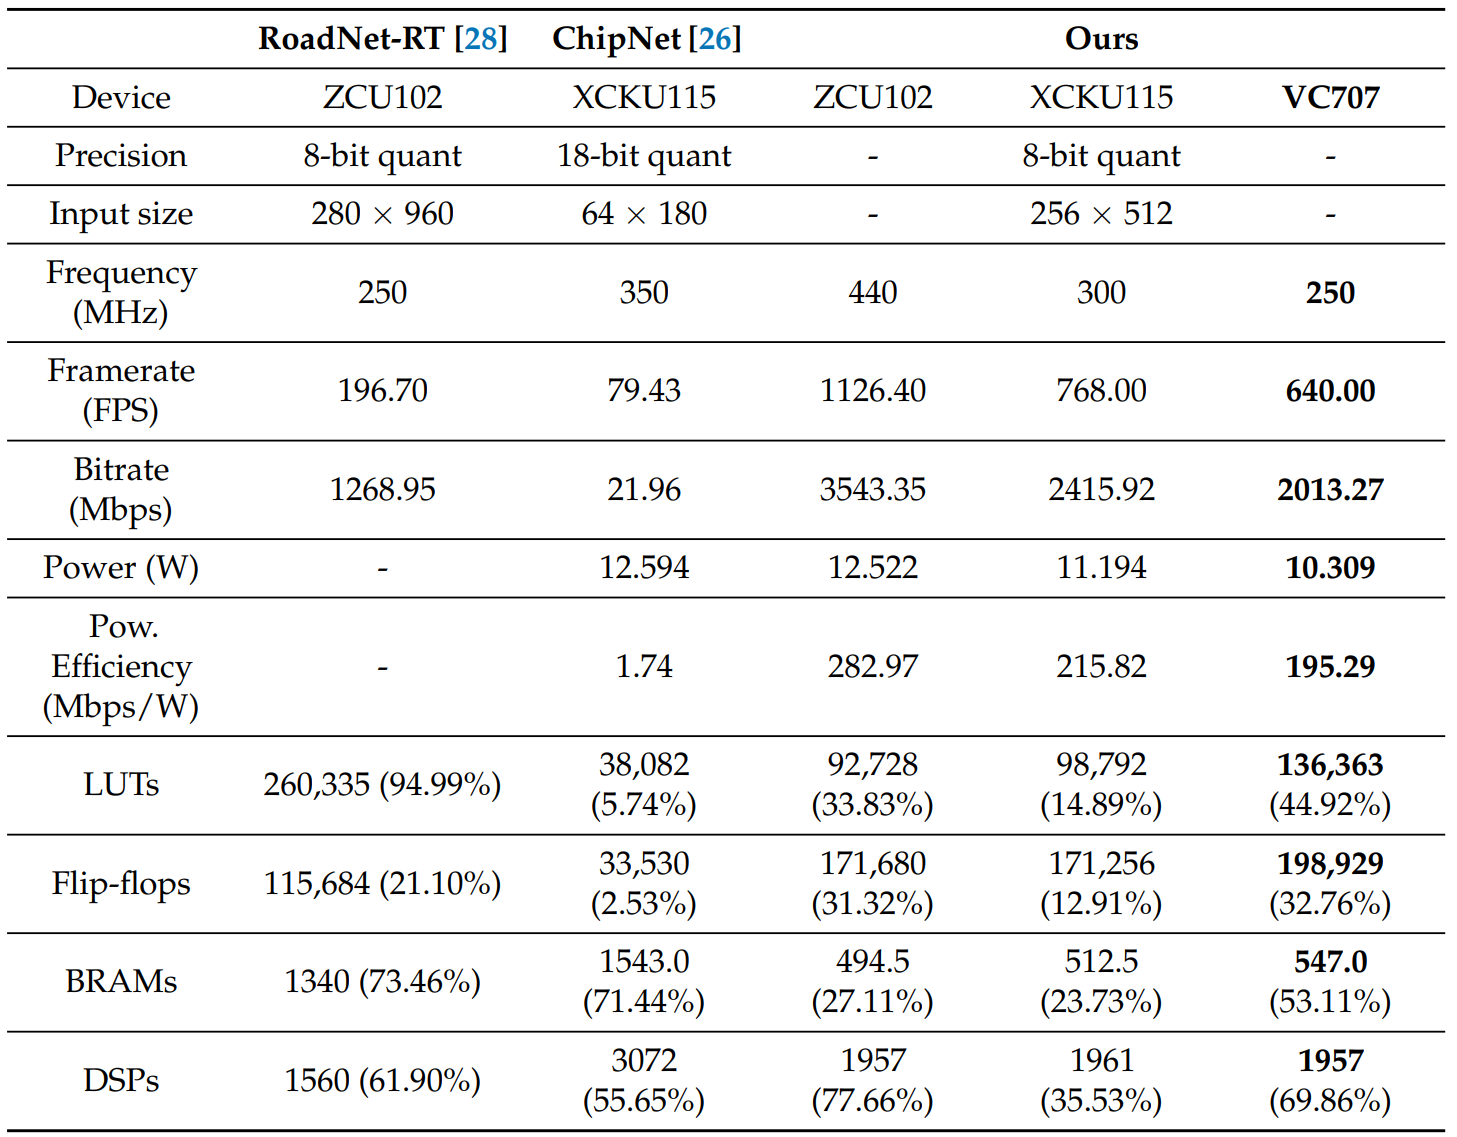 RoadNet-RT [28] ChipNet [26] Ours
Device ZCU102 XCKU115 ZCU102 XCKU115 VC707
Precision 8-bit quant 18-bit quant - 8-bit quant -
Input size 280 × 960 64 × 180 - 256 × 512 -
Frequency
(MHz) 250 350 440 300 250
Framerate
(FPS) 196.70 79.43 1126.40 768.00 640.00
Bitrate
(Mbps) 1268.95 21.96 3543.35 2415.92 2013.27
Power (W) - 12.594 12.522 11.194 10.309
Pow.
Efficiency - 1.74 282.97 215.82 195.29
(Mbps/W)
LUTs 260,335 (94.99%) 38,082 92,728 98,792 136,363
(5.74%) (33.83%) (14.89%) (44.92%)
Flip-flops 115,684 (21.10%) 33,530 171,680 171,256 198,929
(2.53%) (31.32%) (12.91%) (32.76%)
BRAMs 1340 (73.46%) 1543.0 494.5 512.5 547.0
(71.44%) (27.11%) (23.73%) (53.11%)
DSPs 1560 (61.90%) 3072 1957 1961 1957
(55.65%) (77.66%) (35.53%) (69.86%)